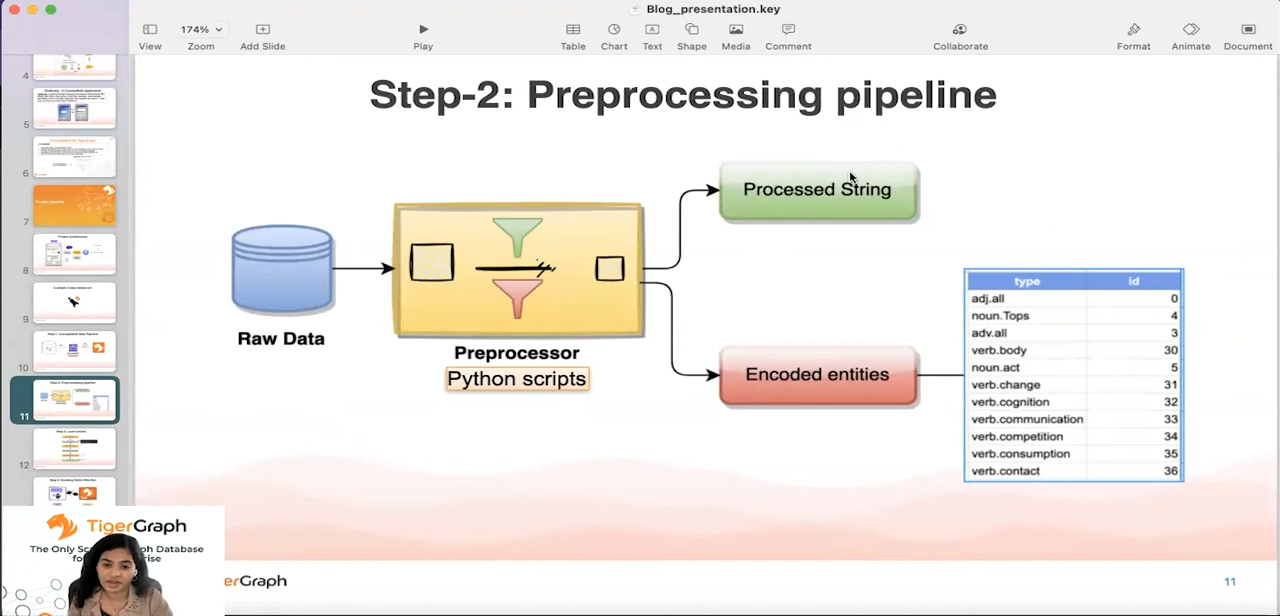 Blog_presentation.key
174%
View
Zoom
Add Slide
Play
Table
Chart
Text
Shape
Media
Comment
Collaborate
Format
Animate
Document
4
5
6
7
8
9
10
11
12
Step-2: Preprocessing pipeline
Raw Data
Preprocessor
Python scripts
Processed String
Encoded entities
type id
adj.all 0
noun.Tops 4
adv.all 3
verb.body 30
noun.act 5
verb.change 31
verb.cognition 32
verb.communication 33
verb.competition 34
verb.consumption 35
verb.contact 36
TigerGraph
The Only Database
for
erGraph
11